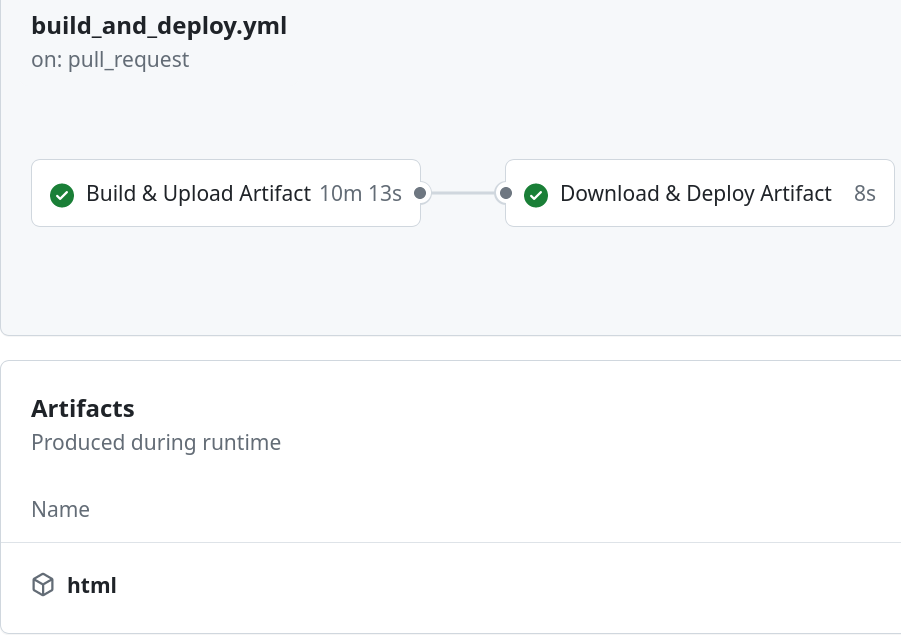 build_and_deploy.yml
on: pull_request
Build & Upload Artifact 10m 13s
Download & Deploy Artifact 8s
Artifacts
Produced during runtime
Name
html